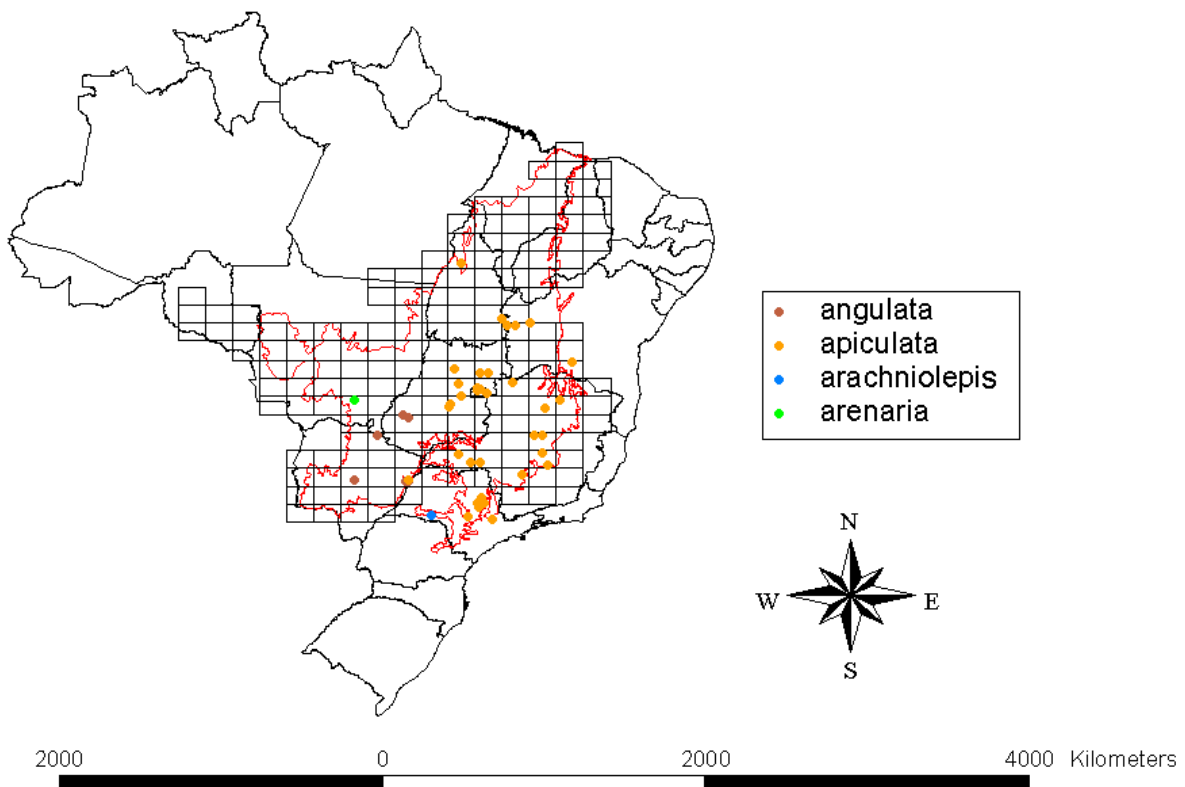 angulata
apiculata
arachniolepis
arenaria
N
W E
S
2000 0 2000 4000 Kilometers